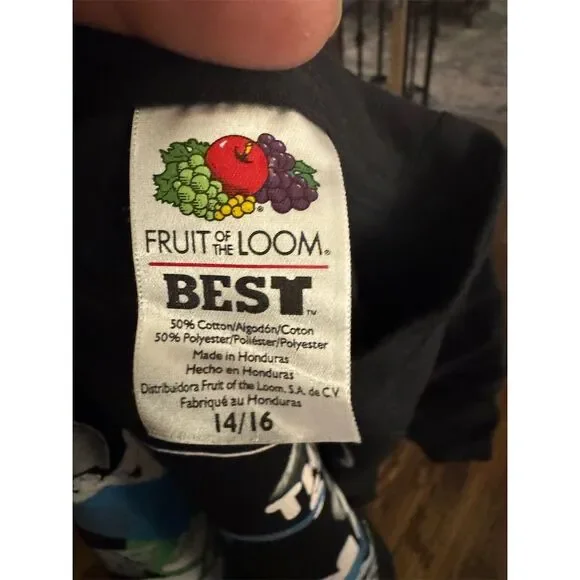 FRUIT OF THE LOOM®
BEST™
50% Cotton/Algodón/Coton
50% Polyester/Poliéster/Polyester
Made in Honduras
Hecho en Honduras
Distribuidora Fruit of the Loom, S.A. de C.V
Fabriqué au Honduras
14/16